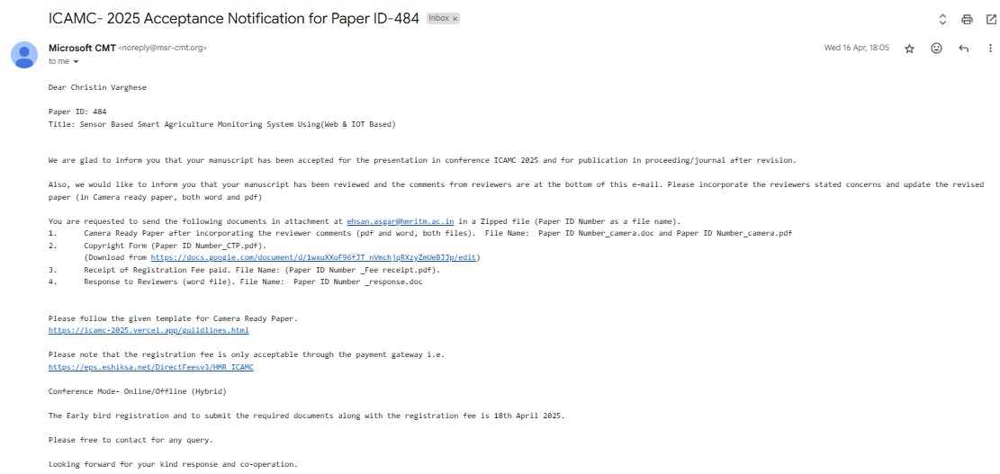 ICAMC- 2025 Acceptance Notification for Paper ID-484 Inbox x
Microsoft CMT <noreply@msr-cmt.org> Wed 16 Apr, 18:05
to me
Dear Christin Varghese
Paper ID: 484
Title: Sensor Based Smart Agriculture Monitoring System Using(Web & IOT Based)
We are glad to inform you that your manuscript has been accepted for the presentation in conference ICAMC 2025 and for publication in proceeding/journal after revision.
Also, we would like to inform you that your manuscript has been reviewed and the comments from reviewers are at the bottom of this e-mail. Please incorporate the reviewers stated concerns and update the revised
paper (in Camera ready paper, both word and pdf)
You are requested to send the following documents in attachment at ehsan.asgar@hmritm.ac.in in a Zipped file (Paper ID Number as a file name).
1. Camera Ready Paper after incorporating the reviewer comments (pdf and word, both files). File Name: Paper ID Number_camera.doc and Paper ID Number_camera.pdf
2. Copyright Form (Paper ID Number_CTP.pdf).
(Download from https://docs.google.com/document/d/1wxuXXoF96fJT_nVmchjqRXzyZmUeBJJp/edit)
3. Receipt of Registration Fee paid. File Name: (Paper ID Number _Fee receipt.pdf).
4. Response to Reviewers (word file). File Name: Paper ID Number _response.doc
Please follow the given template for Camera Ready Paper.
https://icamc-2025.vercel.app/guildlines.html
Please note that the registration fee is only acceptable through the payment gateway i.e.
https://eps.eshiksa.net/DirectFeesv3/HMR_ICAMC
Conference Mode- Online/Offline (Hybrid)
The Early bird registration and to submit the required documents along with the registration fee is 18th April 2025.
Please free to contact for any query.
Looking forward for your kind response and co-operation.